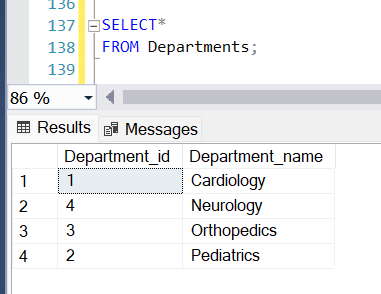 136
137 SELECT*
138 FROM Departments;
139
86 %
Results Messages
Department_id Department_name
1 1 Cardiology
2 4 Neurology
3 3 Orthopedics
4 2 Pediatrics